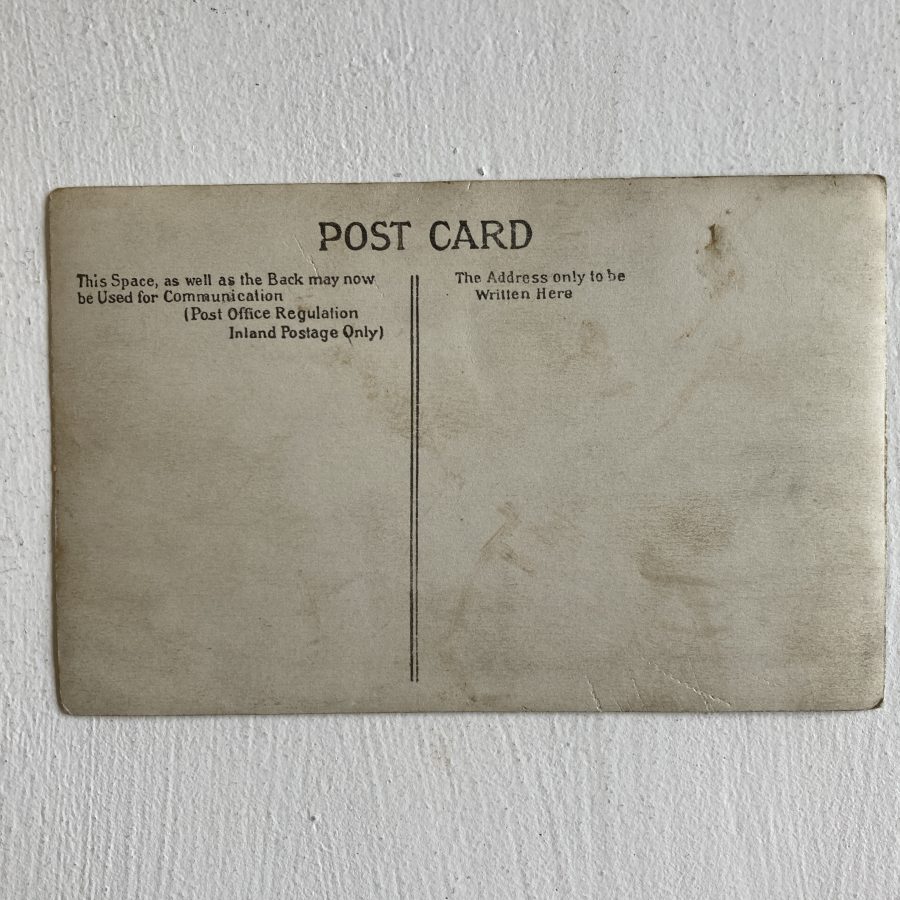 POST CARD
This Space, as well as the Back may now
be Used for Communication
(Post Office Regulation
Inland Postage Only)
The Address only to be
Written Here